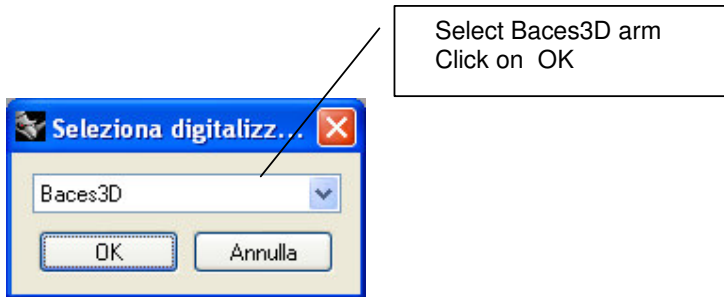 Select Baces3D arm
Click on OK
Seleziona digitalizz...
Baces3D
OK
Annulla